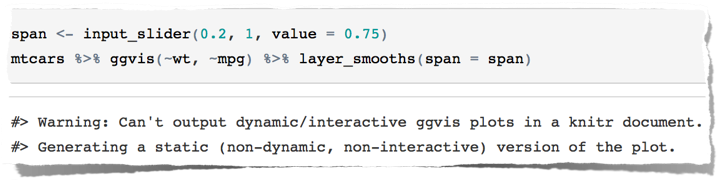 span <- input_slider(0.2, 1, value = 0.75)
mtcars %>% ggvis(~wt, ~mpg) %>% layer_smooths(span = span)
#> Warning: Can't output dynamic/interactive ggvis plots in a knitr document.
#> Generating a static (non-dynamic, non-interactive) version of the plot.